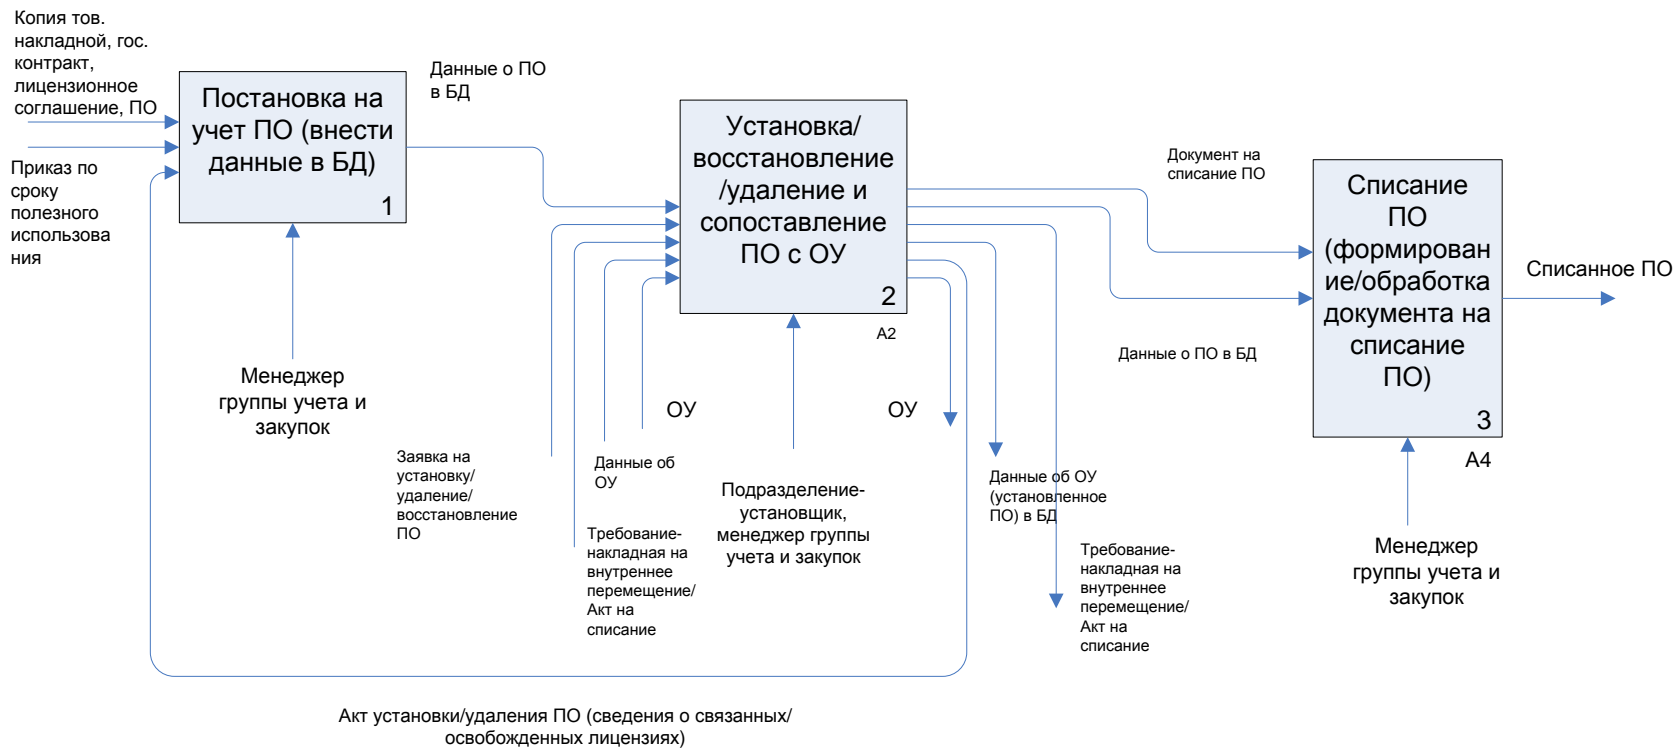 Копия тов.
накладной, гос.
контракт,
лицензионное
соглашение, ПО
Приказ по
сроку
полезного
использова
ния
Постановка на
учет ПО (внести
данные в БД)
1
Данные о ПО
в БД
Менеджер
группы учета и
закупок
Установка/
восстановление
/удаление и
сопоставление
ПО с ОУ
2
А2
Заявка на
установку/
удаление/
восстановление
ПО
Требование-
накладная на
внутреннее
перемещение/
Акт на
списание
Данные об
ОУ
ОУ
Подразделение-
установщик,
менеджер группы
учета и закупок
ОУ
Данные об ОУ
(установленное
ПО) в БД
Требование-
накладная на
внутреннее
перемещение/
Акт на
списание
Документ на
списание ПО
Данные о ПО в БД
Списание
ПО
(формирован
ие/обработка
документа на
списание
ПО)
3
А4
Списанное ПО
Менеджер
группы учета и
закупок
Акт установки/удаления ПО (сведения о связанных/
освобожденных лицензиях)